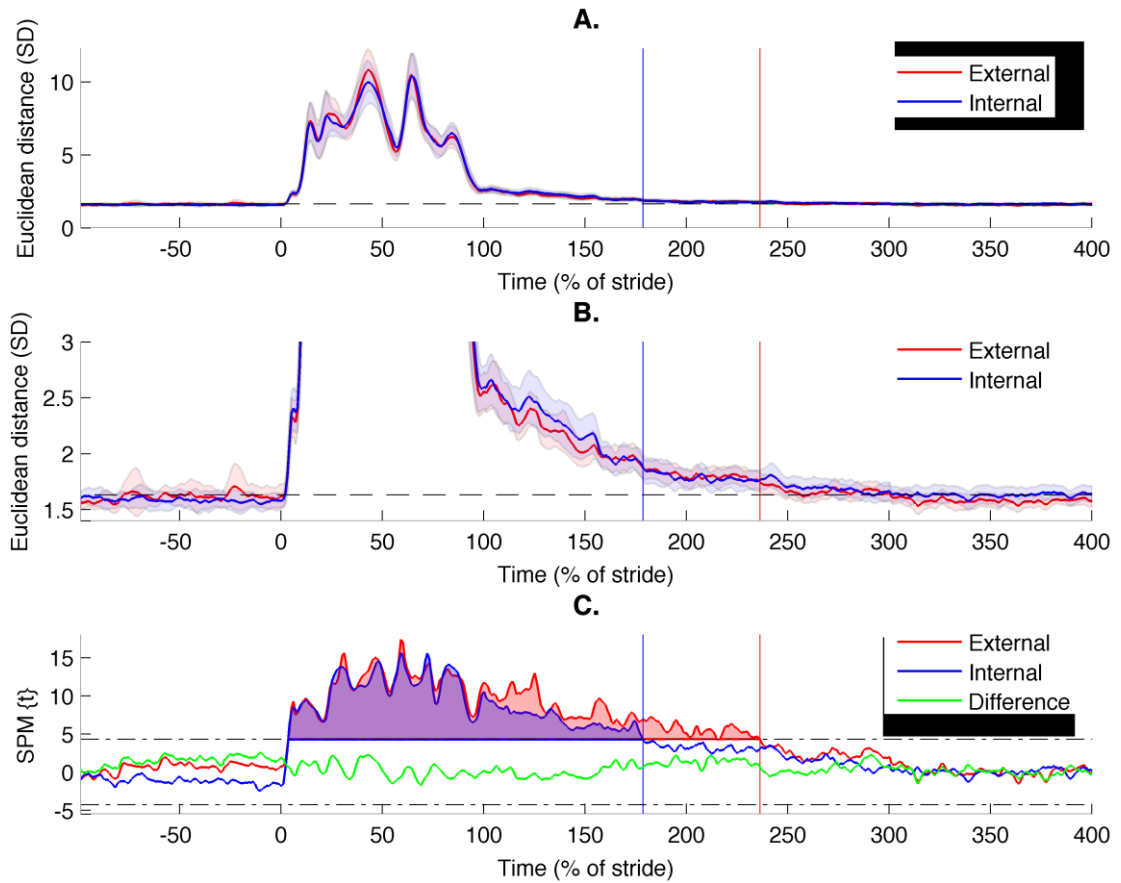 A.
Euclidean distance (SD)
10
5
0
External
Internal
-50 0 50 100 150 200 250 300 350 400
Time (% of stride)
B.
Euclidean distance (SD)
3
2.5
2
1.5
External
Internal
-50 0 50 100 150 200 250 300 350 400
Time (% of stride)
C.
SPM {t}
15
10
5
0
-5
External
Internal
Difference
-50 0 50 100 150 200 250 300 350 400
Time (% of stride)